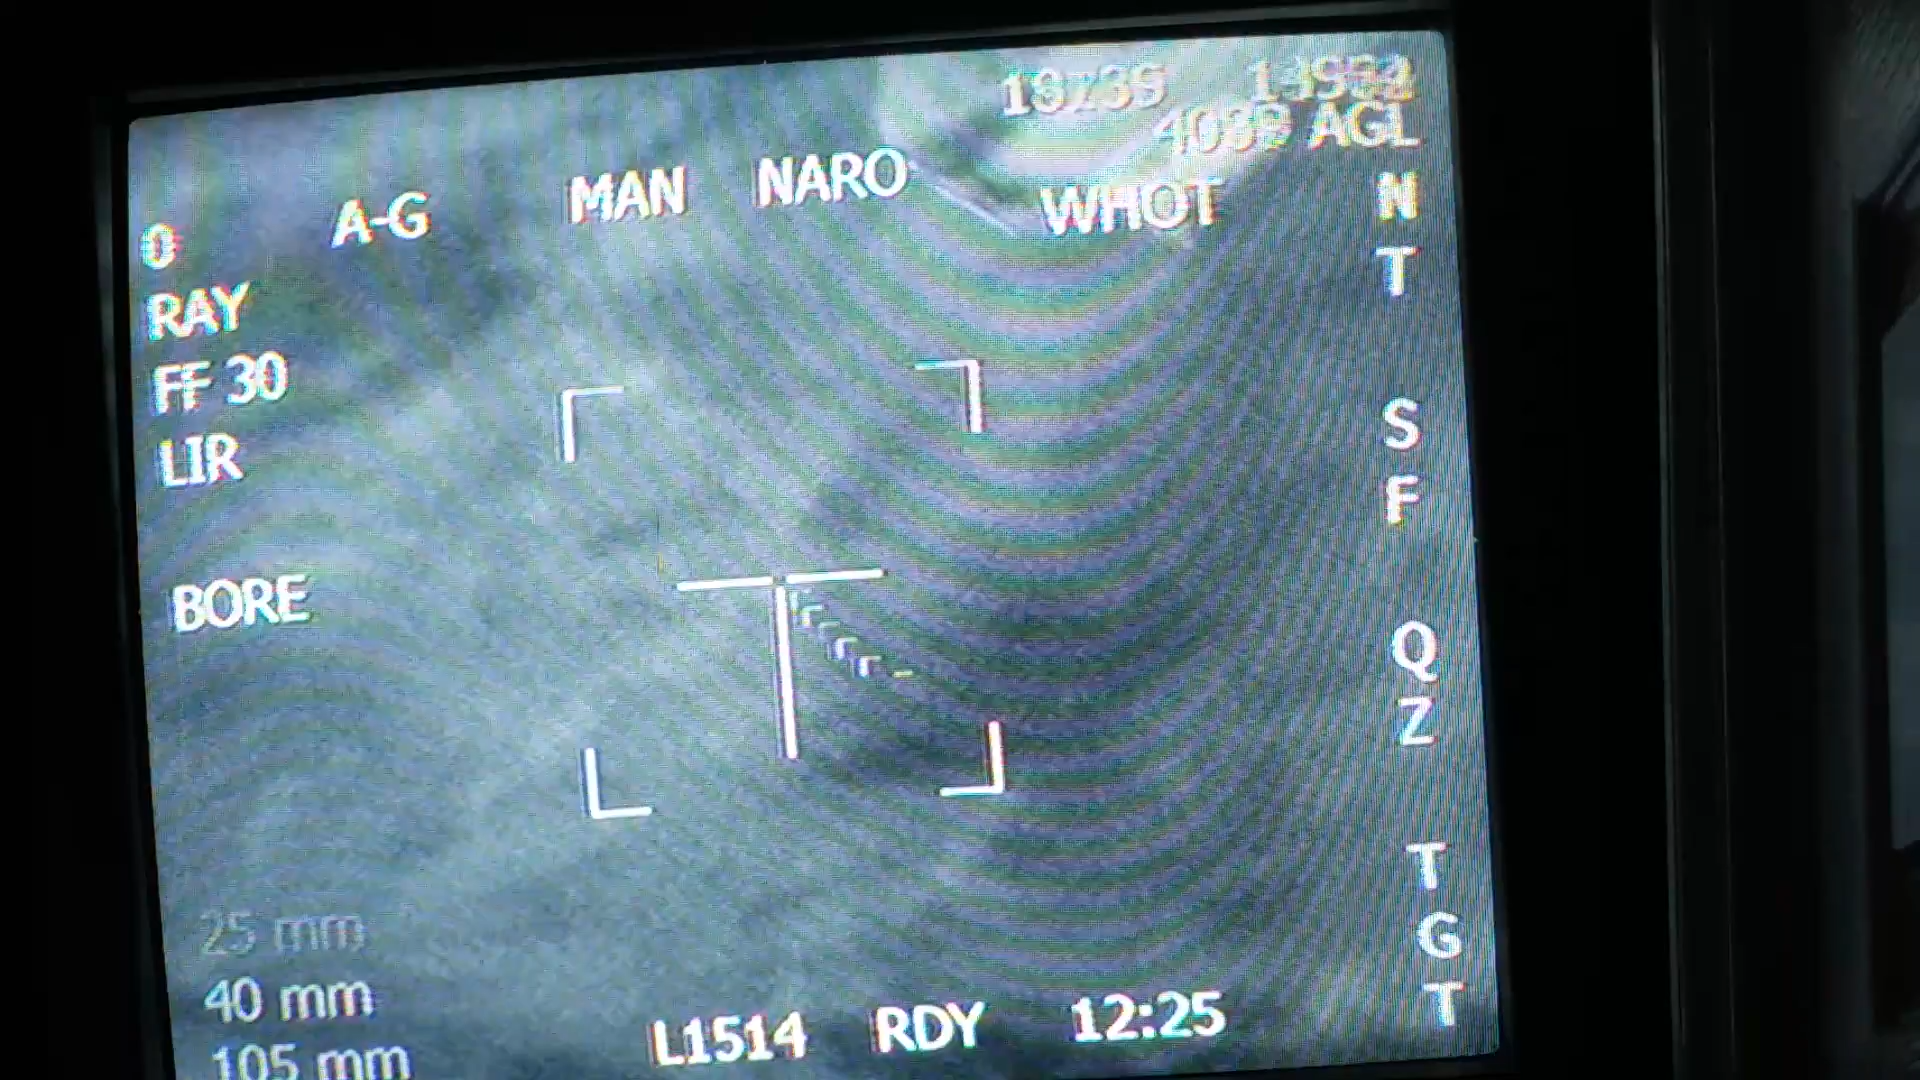 AGL
0 A-G MAN NARO WHOT N
RAY T
FF 30
LIR S
F
BORE Q
Z
T
25 mm G
40 mm T
105 mm L1514 RDY 12:25